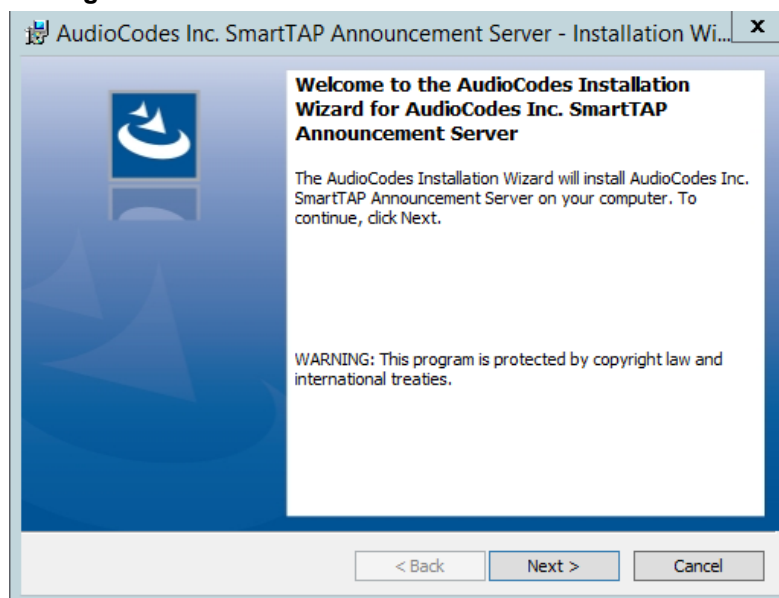 AudioCodes Inc. SmartTAP Announcement Server - Installation Wi...
x
Welcome to the AudioCodes Installation
Wizard for AudioCodes Inc. SmartTAP
Announcement Server
The AudioCodes Installation Wizard will install AudioCodes Inc.
SmartTAP Announcement Server on your computer. To
continue, click Next.
WARNING: This program is protected by copyright law and
international treaties.
< Back
Next >
Cancel